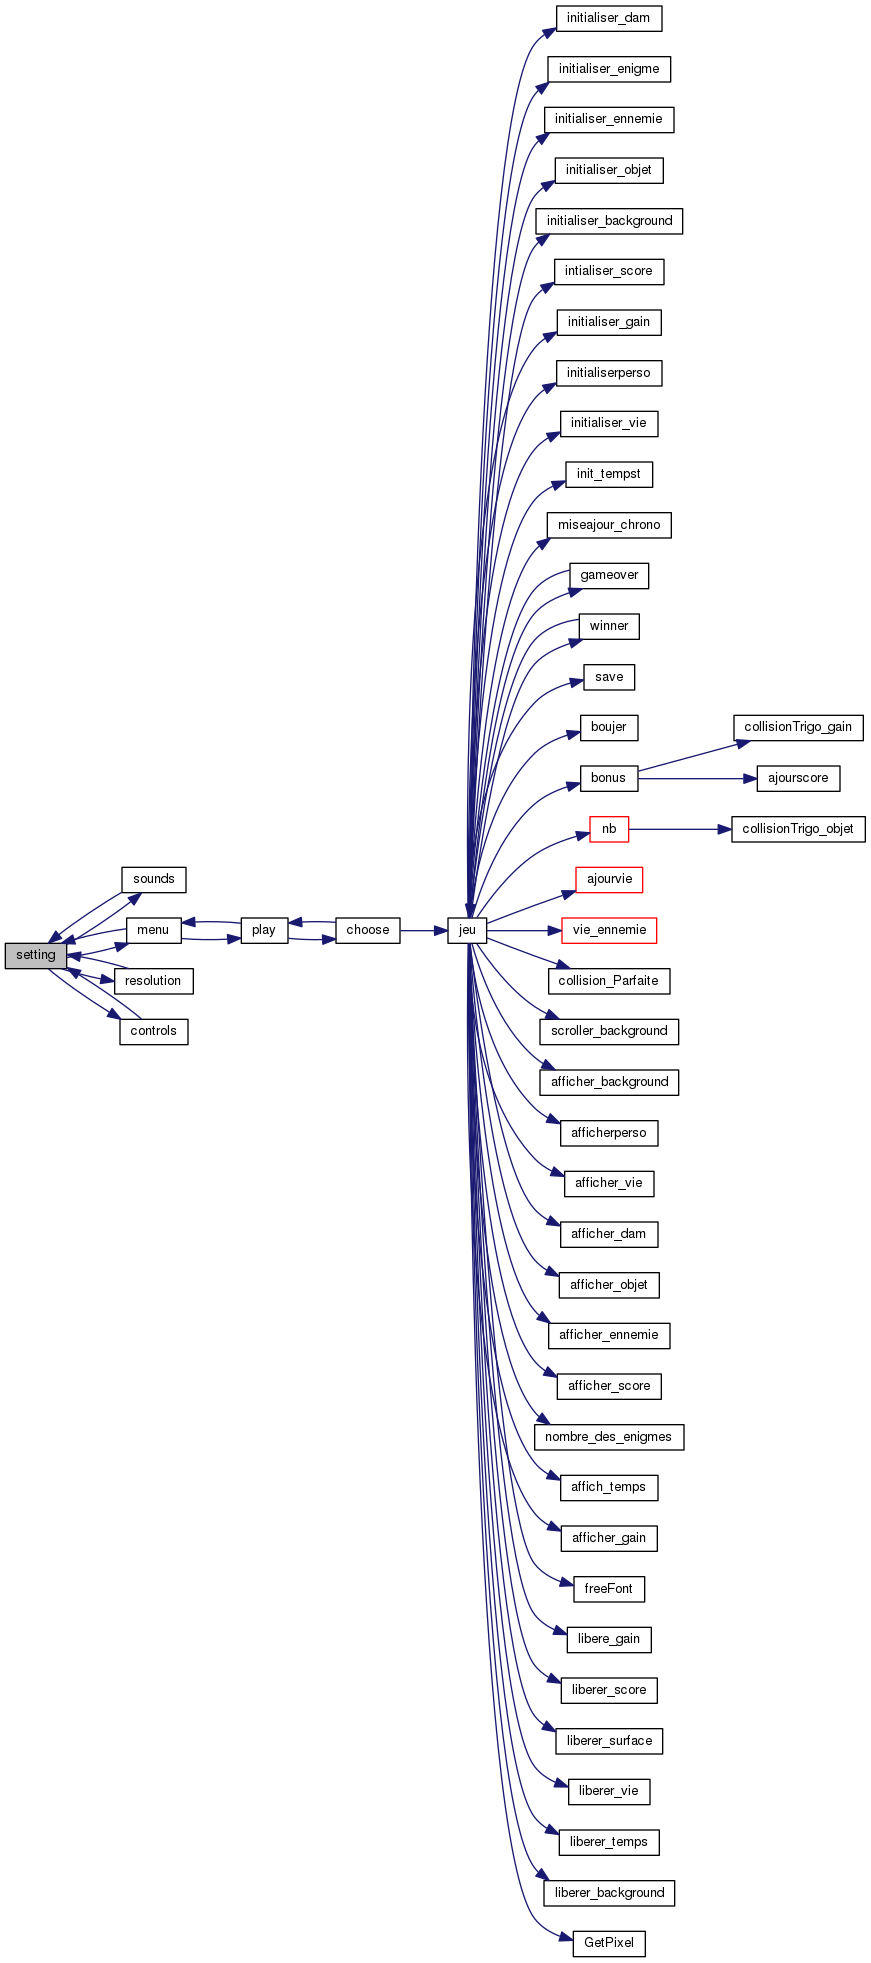 initialiser_dam
initialiser_enigme
initialiser_ennemie
initialiser_objet
initialiser_background
intialiser_score
initialiser_gain
initialiserperso
initialiser_vie
init_tempst
miseajour_chrono
gameover
winner
save
boujer
collisionTrigo_gain
bonus
ajourscore
nb
collisionTrigo_objet
sounds
ajourvie
menu
play
choose
jeu
vie_ennemie
setting
resolution
collision_Parfaite
controls
scroller_background
afficher_background
afficherperso
afficher_vie
afficher_dam
afficher_objet
afficher_ennemie
afficher_score
nombre_des_enigmes
affich_temps
afficher_gain
freeFont
libere_gain
liberer_score
liberer_surface
liberer_vie
liberer_temps
liberer_background
GetPixel